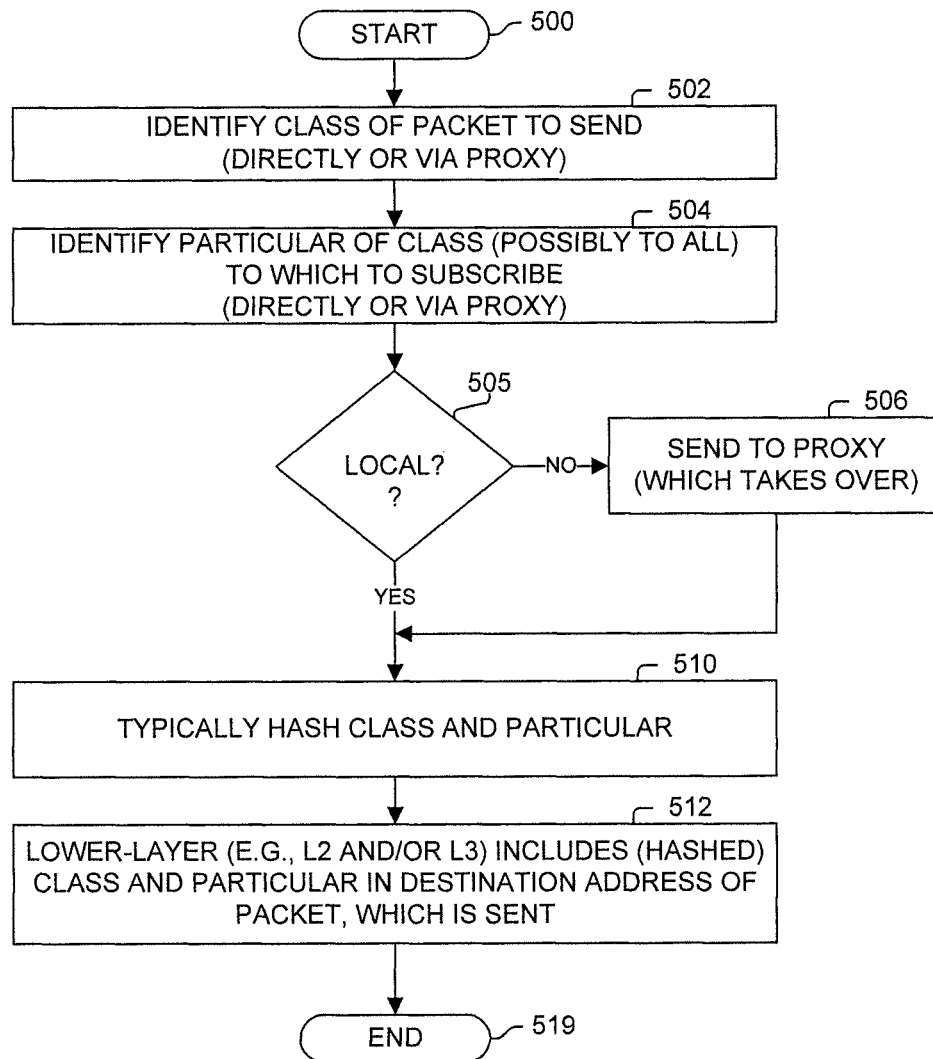 START
500
502
IDENTIFY CLASS OF PACKET TO SEND
(DIRECTLY OR VIA PROXY)
504
IDENTIFY PARTICULAR OF CLASS (POSSIBLY TO ALL)
TO WHICH TO SUBSCRIBE
(DIRECTLY OR VIA PROXY)
505
LOCAL?
?
NO
506
SEND TO PROXY
(WHICH TAKES OVER)
YES
510
TYPICALLY HASH CLASS AND PARTICULAR
512
LOWER-LAYER (E.G., L2 AND/OR L3) INCLUDES (HASHED)
CLASS AND PARTICULAR IN DESTINATION ADDRESS OF
PACKET, WHICH IS SENT
END
519